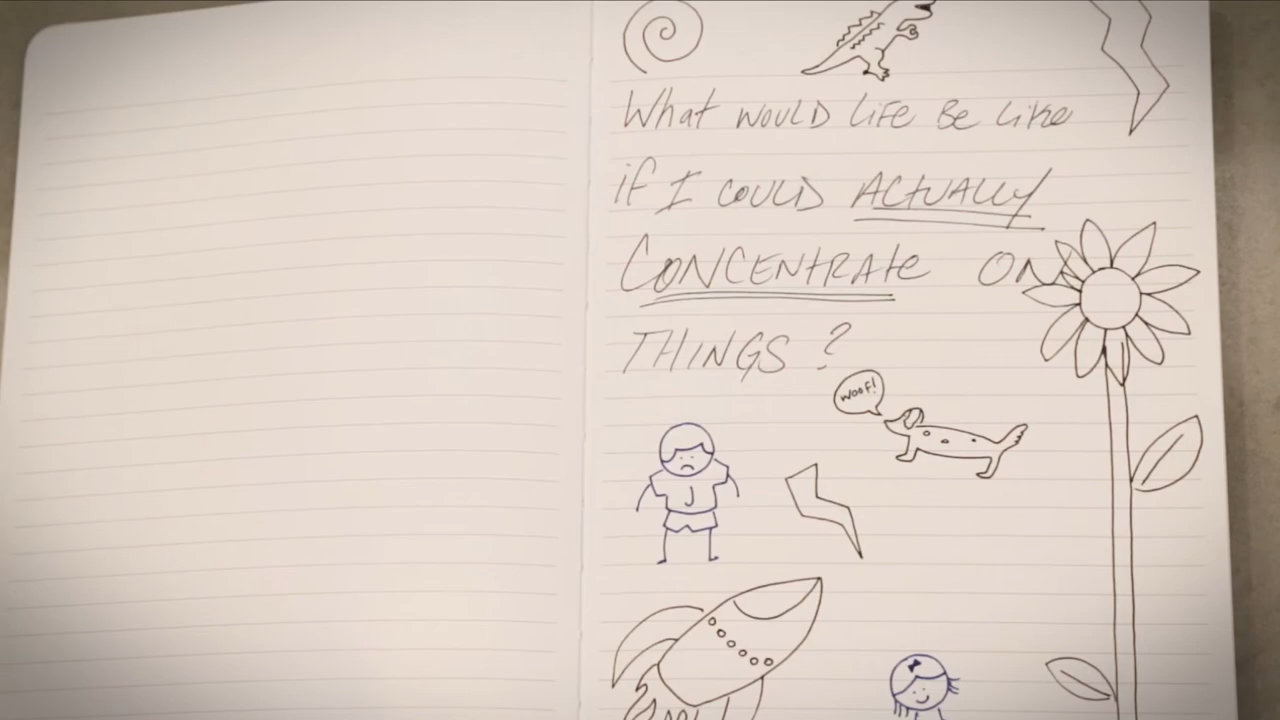 What would life be like
if I could actually
concentrate on
things?
woof!
J